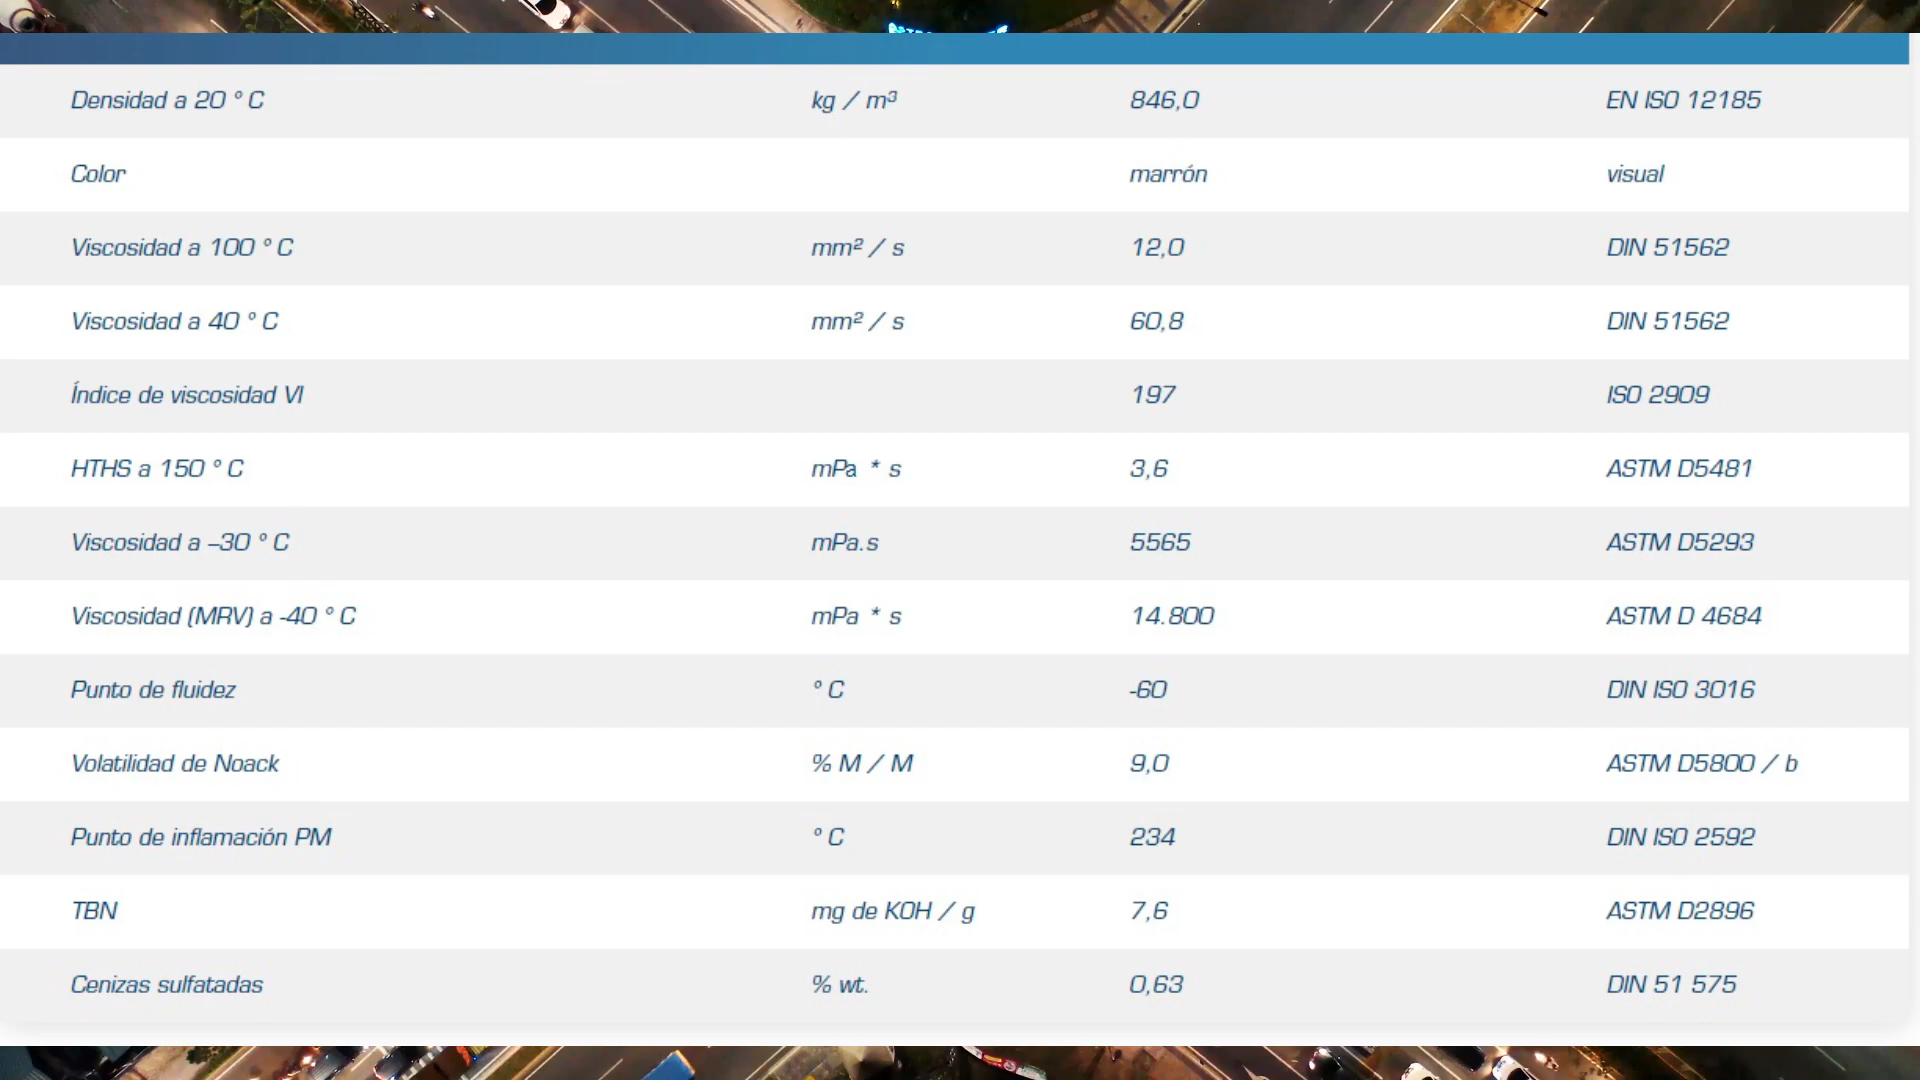 Densidad a 20 ° C kg / m³ 846,0 EN ISO 12185
Color marrón visual
Viscosidad a 100 ° C mm² / s 12,0 DIN 51562
Viscosidad a 40 ° C mm² / s 60,8 DIN 51562
Índice de viscosidad VI 197 ISO 2909
HTHS a 150 ° C mPa * s 3,6 ASTM D5481
Viscosidad a –30 ° C mPa.s 5565 ASTM D5293
Viscosidad (MRV) a -40 ° C mPa * s 14.800 ASTM D 4684
Punto de fluidez ° C -60 DIN ISO 3016
Volatilidad de Noack % M / M 9,0 ASTM D5800 / b
Punto de inflamación PM ° C 234 DIN ISO 2592
TBN mg de KOH / g 7,6 ASTM D2896
Cenizas sulfatadas % wt. 0,63 DIN 51 575